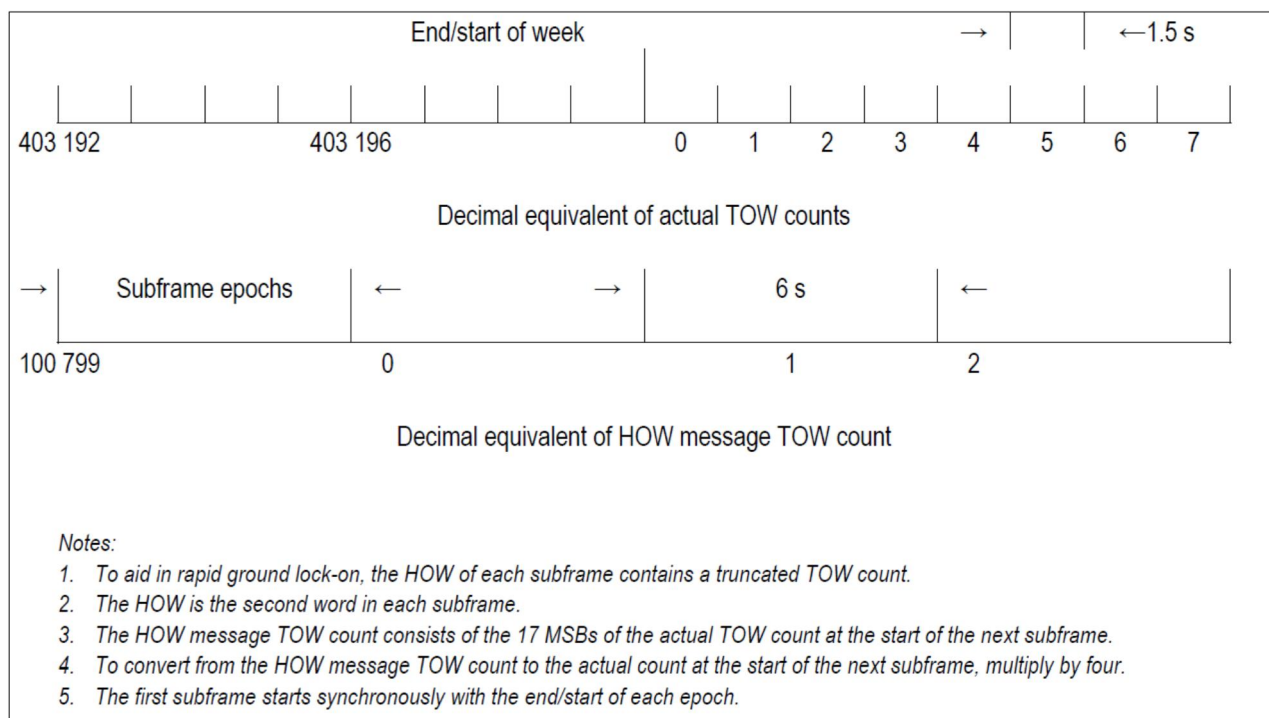 End/start of week → ←1.5 s
403 192 403 196 0 1 2 3 4 5 6 7
Decimal equivalent of actual TOW counts
→ Subframe epochs ← → 6 s ←
100 799 0 1 2
Decimal equivalent of HOW message TOW count
Notes:
1. To aid in rapid ground lock-on, the HOW of each subframe contains a truncated TOW count.
2. The HOW is the second word in each subframe.
3. The HOW message TOW count consists of the 17 MSBs of the actual TOW count at the start of the next subframe.
4. To convert from the HOW message TOW count to the actual count at the start of the next subframe, multiply by four.
5. The first subframe starts synchronously with the end/start of each epoch.